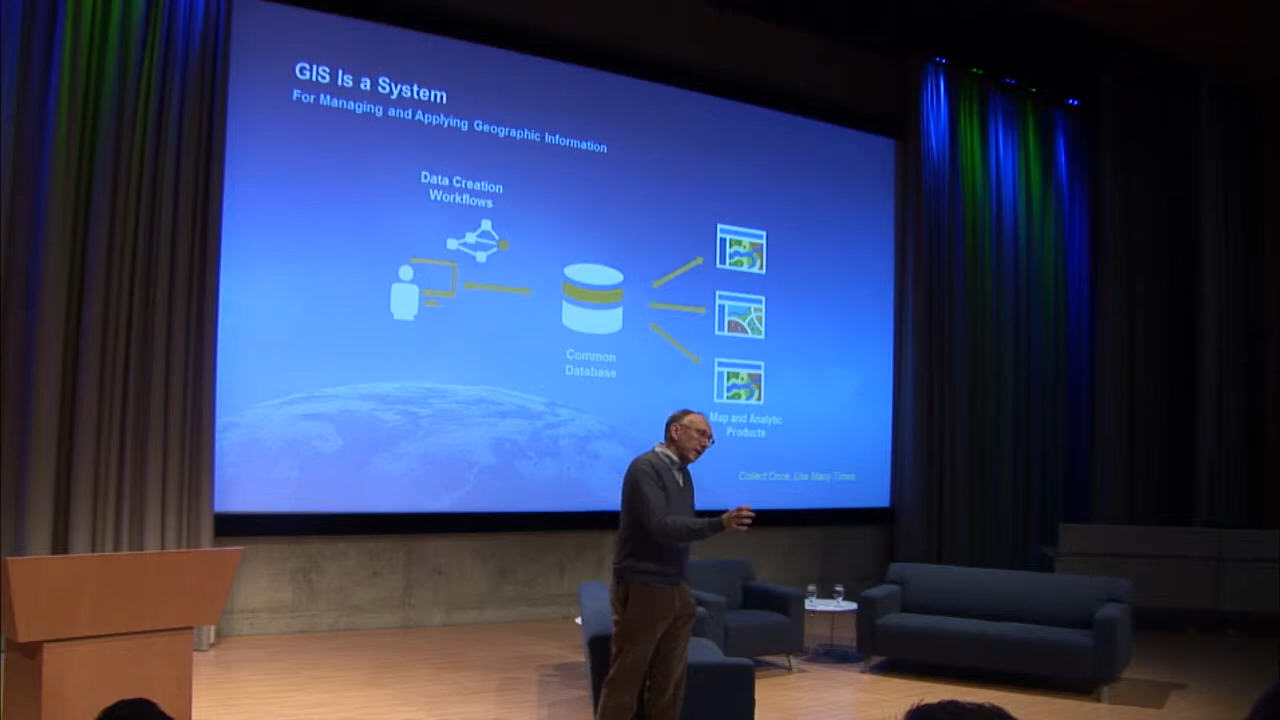 GIS Is a System
For Managing and Applying Geographic Information
Data Creation
Workflows
Common
Database
Map and Analytic
Products
Collect Once, Use Many Times